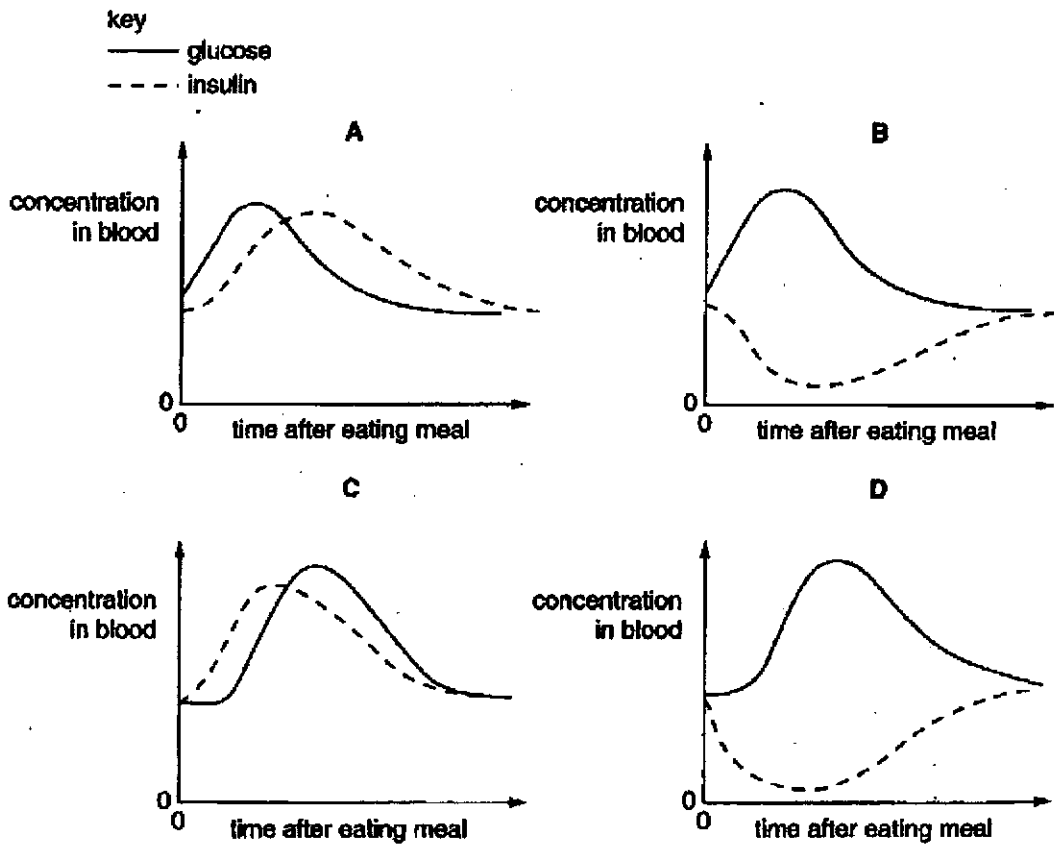 key
glucose
insulin
A
concentration
in blood
0
0
time after eating meal
B
concentration
in blood
0
0
time after eating meal
C
concentration
in blood
0
0
time after eating meal
D
concentration
in blood
0
0
time after eating meal